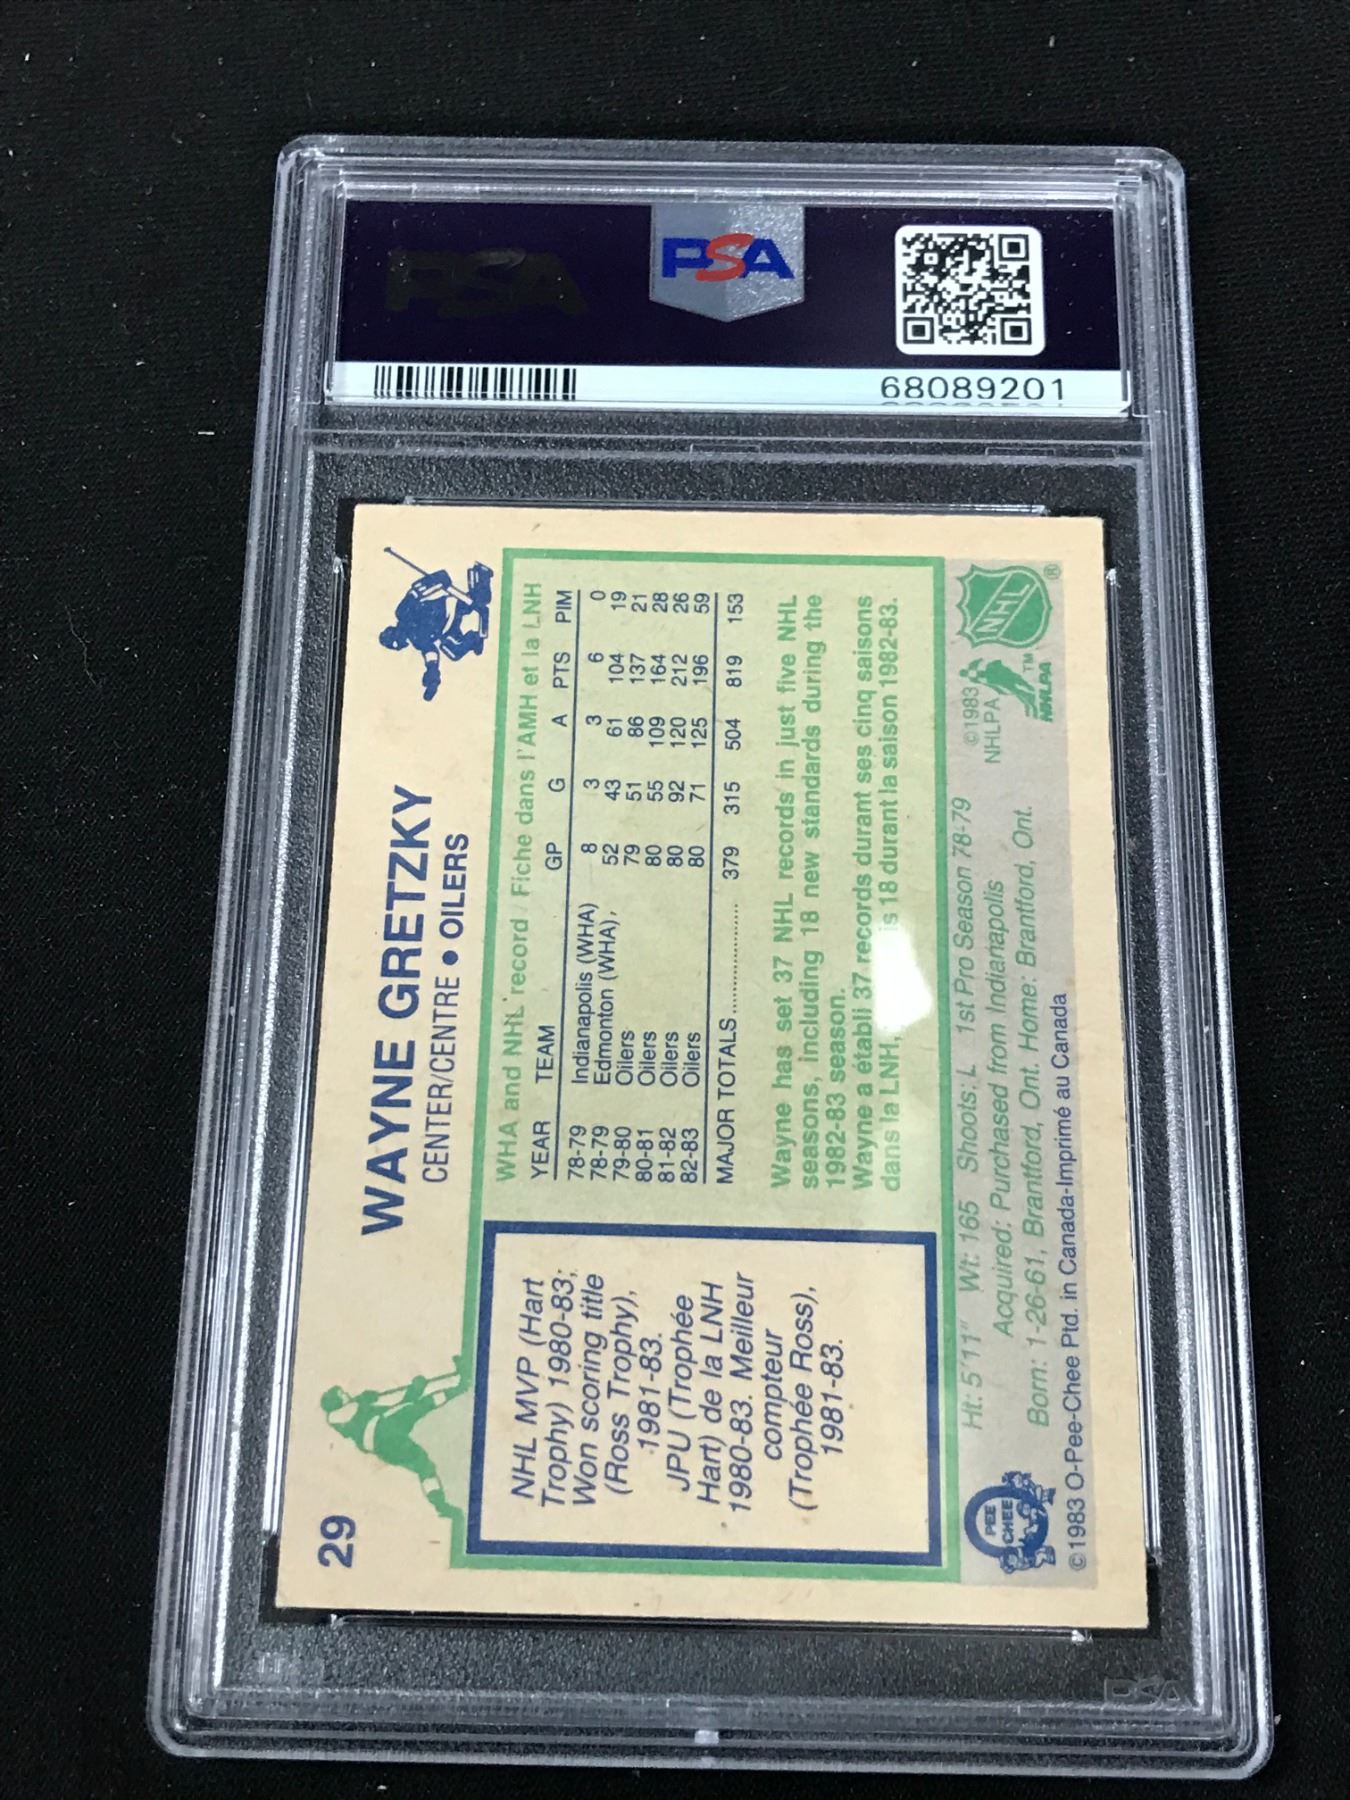 PSA
PSA
68089201
29
WAYNE GRETZKY
CENTER/CENTRE • OILERS
NHL MVP (Hart
Trophy) 1980-83;
Won scoring title
(Ross Trophy),
1981-83.
JPU (Trophée
Hart) de la LNH
1980-83. Meilleur
compteur
(Trophée Ross),
1981-83.
WHA and NHL record / Fiche dans l'AMH et la LNH
YEAR TEAM GP G A PTS PIM
78-79 Indianapolis (WHA) 8 3 3 6 0
78-79 Edmonton (WHA), 52 43 61 104 19
79-80 Oilers 79 51 86 137 21
80-81 Oilers 80 55 109 164 28
81-82 Oilers 80 92 120 212 26
82-83 Oilers 80 71 125 196 59
MAJOR TOTALS.................. 379 315 504 819 153
Wayne has set 37 NHL records in just five NHL
seasons, including 18 new standards during the
1982-83 season.
Wayne a établi 37 records durant ses cinq saisons
dans la LNH, is 18 durant la saison 1982-83.
PEE
CHEE
Ht: 5'11" Wt: 165 Shoots: L 1st Pro Season 78-79
Acquired: Purchased from Indianapolis
Born: 1-26-61, Brantford, Ont. Home: Brantford, Ont.
©1983 O-Pee-Chee Ptd. in Canada-Imprimé au Canada
©1983
NHLPA
NHLPA TM
NHL ®
PSA